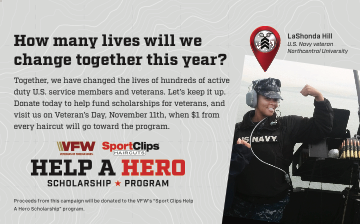 How many lives will we
change together this year?
LaShonda Hill
U.S. Navy veteran
Northcentral University
Together, we have changed the lives of hundreds of active
duty U.S. service members and veterans. Let's keep it up.
Donate today to help fund scholarships for veterans, and
visit us on Veteran's Day, November 11th, when $1 from
every haircut will go toward the program.
VFW
SportClips
HAIRCUTS
HELP A HERO
SCHOLARSHIP ★ PROGRAM
NAVY
Proceeds from this campaign will be donated to the VFW's "Sport Clips Help
A Hero Scholarship" program.